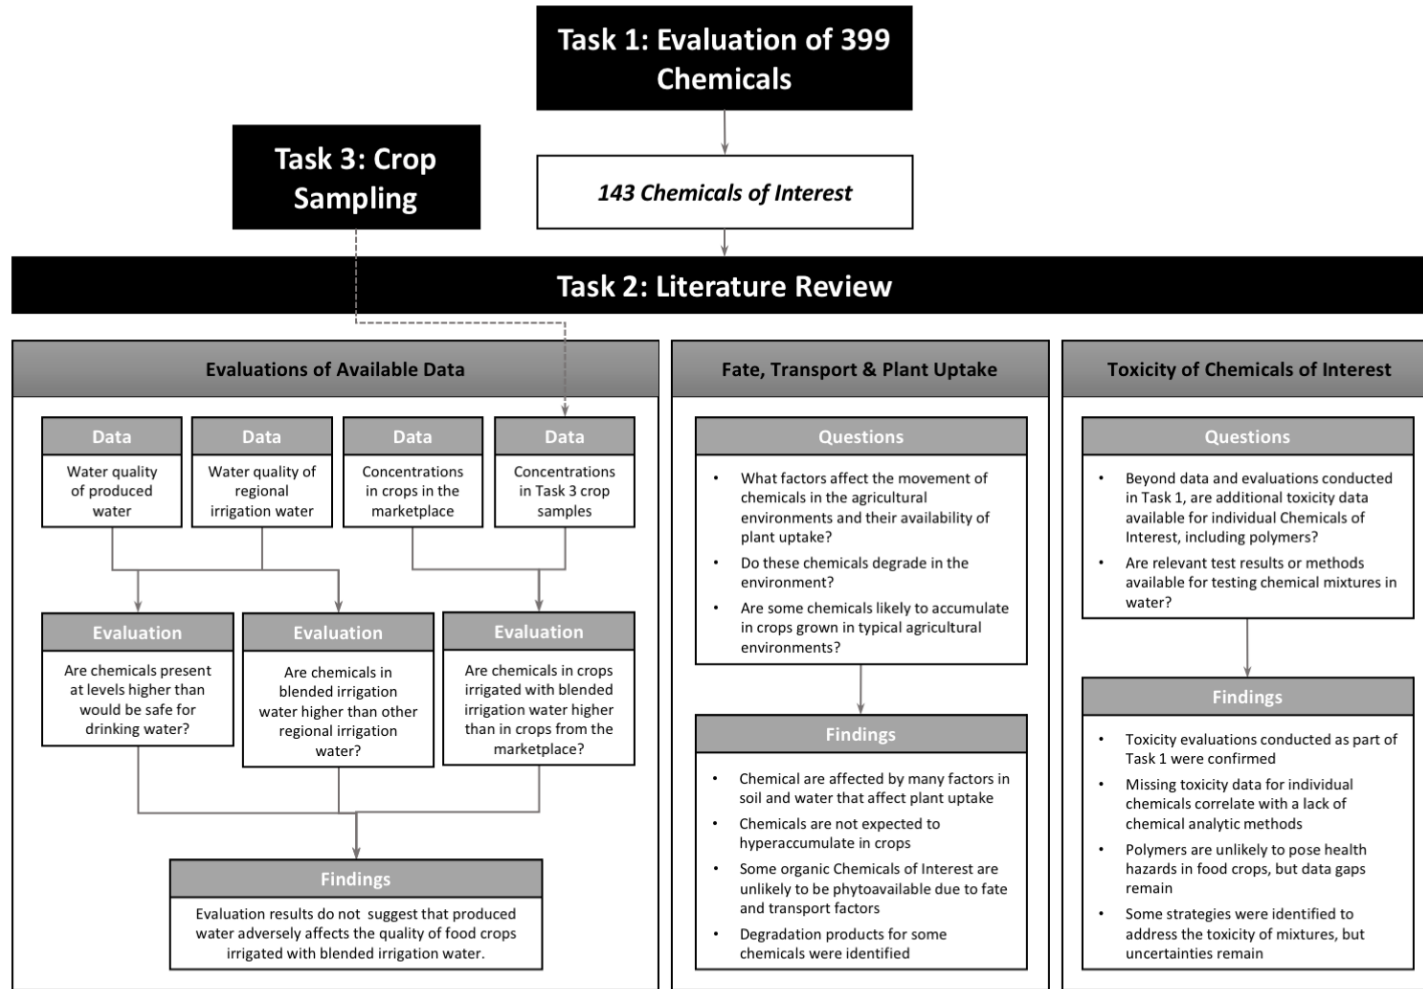 Task 1: Evaluation of 399
Chemicals
Task 3: Crop
Sampling
143 Chemicals of Interest
Task 2: Literature Review
Evaluations of Available Data
Data
Water quality
of produced
water
Data
Water quality of
regional
irrigation water
Data
Concentrations
in crops in the
marketplace
Data
Concentrations
in Task 3 crop
samples
Evaluation
Are chemicals present
at levels higher than
would be safe for
drinking water?
Evaluation
Are chemicals in
blended irrigation
water higher than other
regional irrigation
water?
Evaluation
Are chemicals in crops
irrigated with blended
irrigation water higher
than in crops from the
marketplace?
Findings
Evaluation results do not suggest that produced
water adversely affects the quality of food crops
irrigated with blended irrigation water.
Fate, Transport & Plant Uptake
Questions
• What factors affect the movement of
chemicals in the agricultural
environments and their availability of
plant uptake?
• Do these chemicals degrade in the
environment?
• Are some chemicals likely to accumulate
in crops grown in typical agricultural
environments?
Findings
• Chemical are affected by many factors in
soil and water that affect plant uptake
• Chemicals are not expected to
hyperaccumulate in crops
• Some organic Chemicals of Interest are
unlikely to be phytoavailable due to fate
and transport factors
• Degradation products for some
chemicals were identified
Toxicity of Chemicals of Interest
Questions
• Beyond data and evaluations conducted
in Task 1, are additional toxicity data
available for individual Chemicals of
Interest, including polymers?
• Are relevant test results or methods
available for testing chemical mixtures in
water?
Findings
• Toxicity evaluations conducted as part of
Task 1 were confirmed
• Missing toxicity data for individual
chemicals correlate with a lack of
chemical analytic methods
• Polymers are unlikely to pose health
hazards in food crops, but data gaps
remain
• Some strategies were identified to
address the toxicity of mixtures, but
uncertainties remain